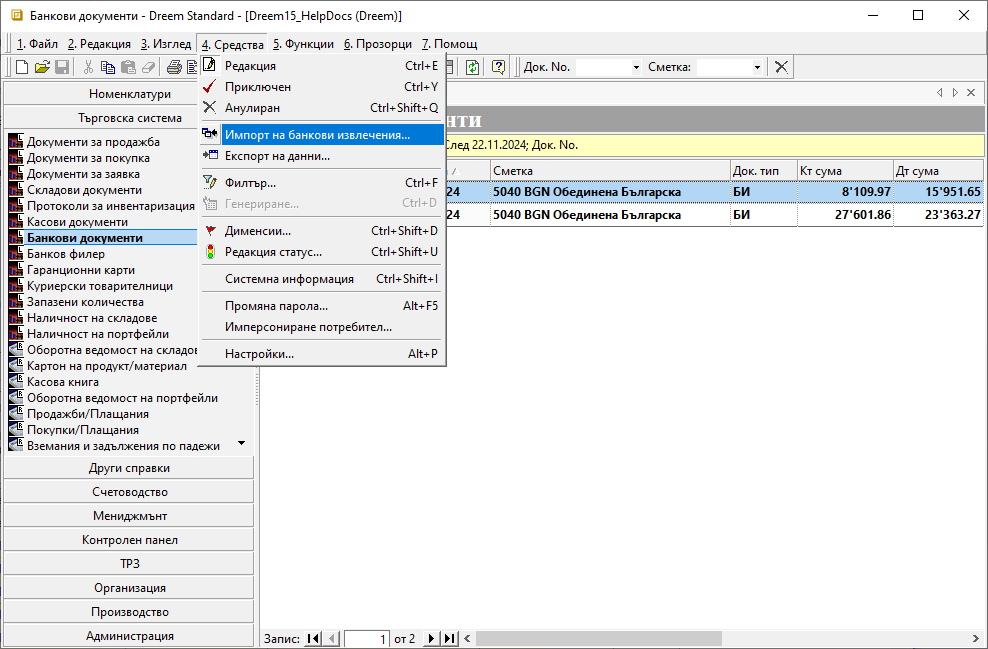 Банкови документи - Dreem Standard - [Dreem15_HelpDocs (Dreem)]
1. Файл 2. Редакция 3. Изглед 4. Средства 5. Функции 6. Прозорци 7. Помощ
Док. No. Сметка:
Редакция Ctrl+E
Приключен Ctrl+Y
Анулиран Ctrl+Shift+Q
Импорт на банкови извлечения...
Експорт на данни...
Филтър... Ctrl+F
Генериране... Ctrl+D
Дименсии... Ctrl+Shift+D
Редакция статус... Ctrl+Shift+U
Системна информация Ctrl+Shift+I
Промяна парола... Alt+F5
Имперсониране потребител...
Настройки... Alt+P
Номенклатури
Търговска система
Документи за продажба
Документи за покупка
Документи за заявка
Складови документи
Протоколи за инвентаризация
Касови документи
Банкови документи
Банков филер
Гаранционни карти
Куриерски товарителници
Запазени количества
Наличност на складове
Наличност на портфейли
Оборотна ведомост на складов
Картон на продукт/материал
Касова книга
Оборотна ведомост на портфейли
Продажби/Плащания
Покупки/Плащания
Вземания и задължения по падежи
Други справки
Счетоводство
Мениджмънт
Контролен панел
ТРЗ
Организация
Производство
Администрация
нти
След 22.11.2024; Док. No.
Сметка Док. тип Кт сума Дт сума
24 5040 BGN Обединена Българска БИ 8'109.97 15'951.65
24 5040 BGN Обединена Българска БИ 27'601.86 23'363.27
Запис: 1 от 2